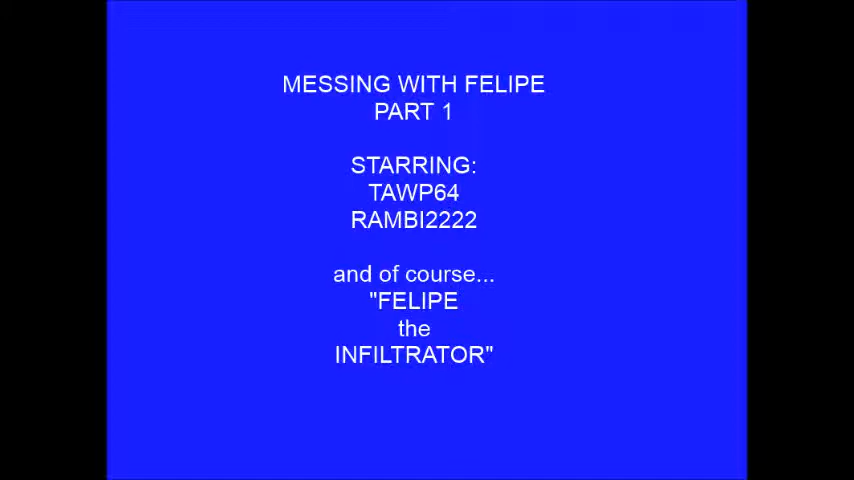 MESSING WITH FELIPE
PART 1
STARRING:
TAWP64
RAMBI2222
and of course...
"FELIPE
the
INFILTRATOR"